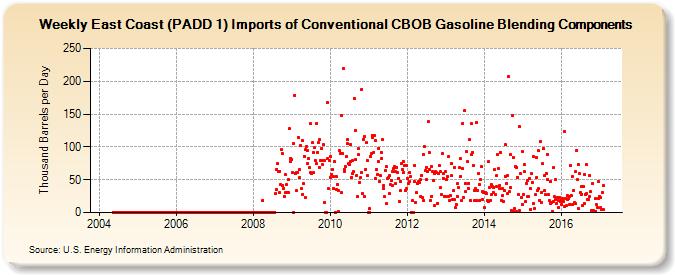 Weekly East Coast (PADD 1) Imports of Conventional CBOB Gasoline Blending Components
Thousand Barrels per Day
250
200
150
100
50
0
2004 2006 2008 2010 2012 2014 2016
Source: U.S. Energy Information Administration